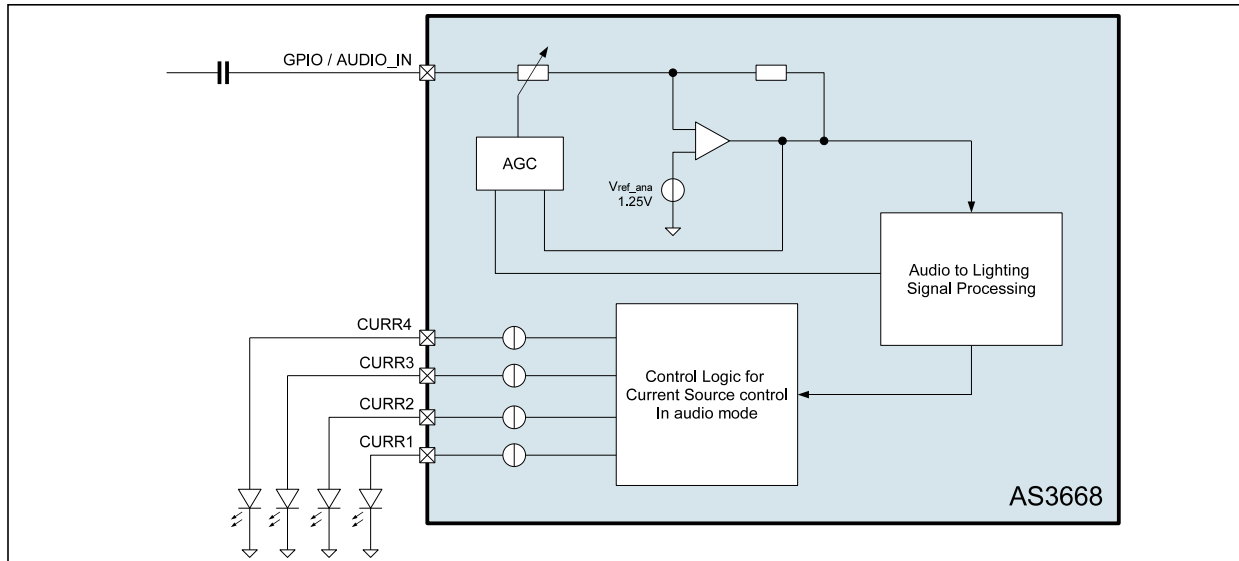 GPIO / AUDIO_IN
AGC
Vref_ana
1.25V
Audio to Lighting
Signal Processing
CURR4
CURR3
CURR2
CURR1
Control Logic for
Current Source control
In audio mode
AS3668